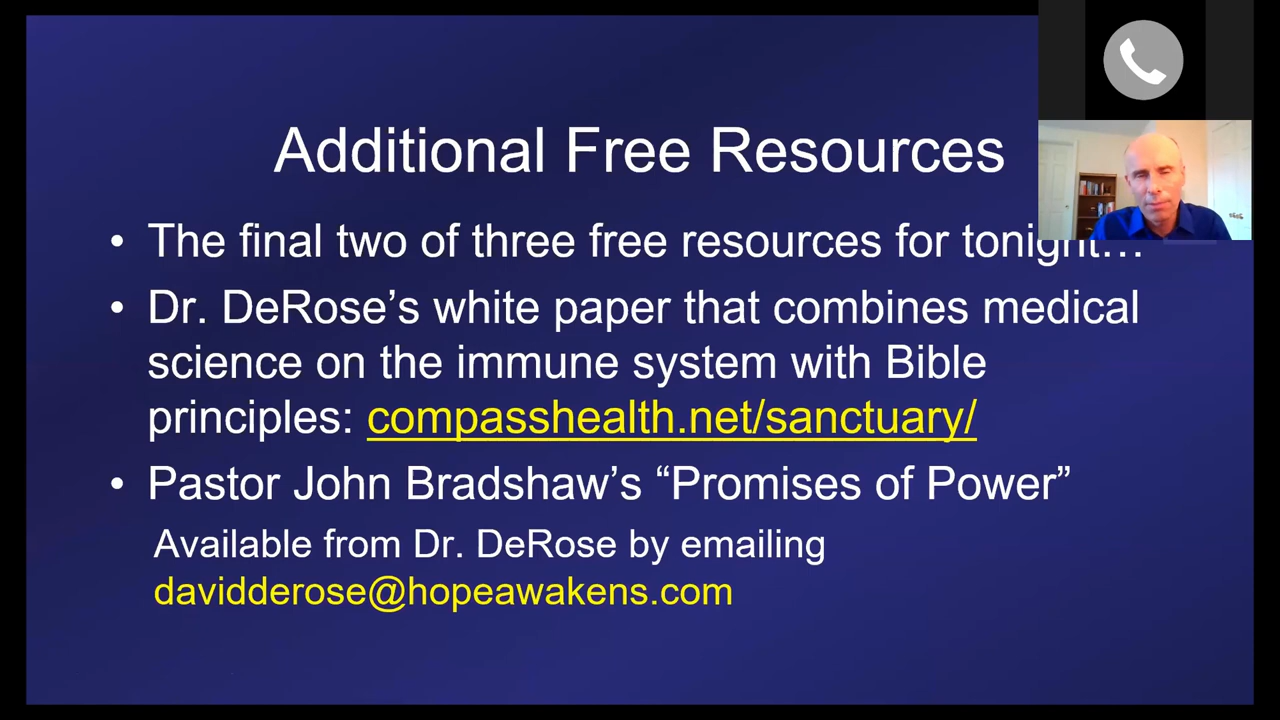 Additional Free Resources
• The final two of three free resources for tonight...
• Dr. DeRose’s white paper that combines medical
science on the immune system with Bible
principles: compasshealth.net/sanctuary/
• Pastor John Bradshaw’s “Promises of Power”
Available from Dr. DeRose by emailing
davidderose@hopeawakens.com